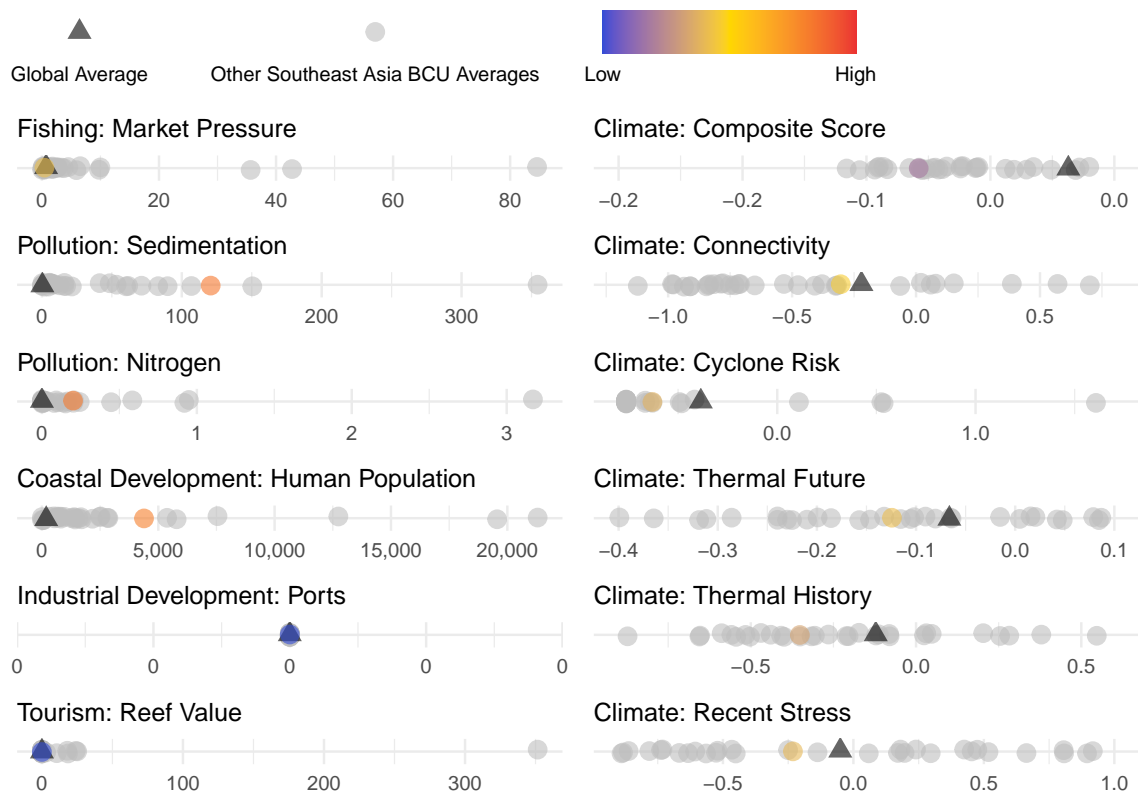 Global Average
Other Southeast Asia BCU Averages
Low
High
Fishing: Market Pressure
0 20 40 60 80
Climate: Composite Score
−0.2 −0.2 −0.1 0.0 0.0
Pollution: Sedimentation
0 100 200 300
Climate: Connectivity
−1.0 −0.5 0.0 0.5
Pollution: Nitrogen
0 1 2 3
Climate: Cyclone Risk
0.0 1.0
Coastal Development: Human Population
0 5,000 10,000 15,000 20,000
Climate: Thermal Future
−0.4 −0.3 −0.2 −0.1 0.0 0.1
Industrial Development: Ports
0 0 0 0 0
Climate: Thermal History
−0.5 0.0 0.5
Tourism: Reef Value
0 100 200 300
Climate: Recent Stress
−0.5 0.0 0.5 1.0